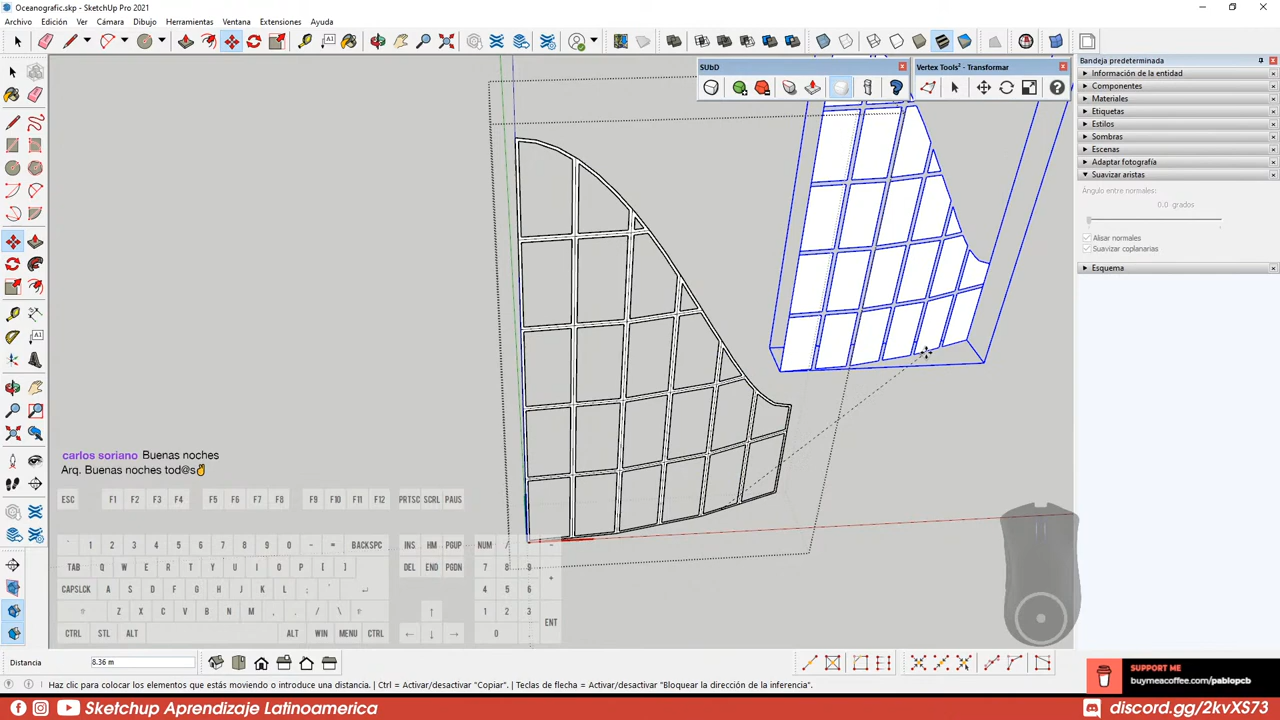 Oceanografic.skp - SketchUp Pro 2021
Archivo Edición Ver Cámara Dibujo Herramientas Ventana Extensiones Ayuda
SUbD
Vertex Tools² - Transformar
Bandeja predeterminada
Información de la entidad
Componentes
Materiales
Etiquetas
Estilos
Sombras
Escenas
Adaptar fotografía
Suavizar aristas
Ángulo entre normales:
0.0 grados
Alisar normales
Suavizar coplanarias
Esquema
carlos soriano Buenas noches
Arq. Buenas noches tod@s✌
ESC F1 F2 F3 F4 F5 F6 F7 F8 F9 F10 F11 F12 PRTSC SCRL PAUS
` 1 2 3 4 5 6 7 8 9 0 - = BACKSPC INS HM PGUP NUM / * -
TAB Q W E R T Y U I O P [ ] DEL END PGDN 7 8 9
CAPSLCK A S D F G H J K L ; ' 4 5 6 +
Z X C V B N M , . / \ ↑ 1 2 3
CTRL STL ALT ALT WIN MENU CTRL ← ↓ → 0 . ENT
Distancia 8.36 m
Haz clic para colocar los elementos que estás moviendo o introduce una distancia. | Ctrl = Activar/desactivar "Copiar". | Teclas de flecha = Activar/desactivar "Bloquear la dirección de la inferencia".
SUPPORT ME
buymeacoffee.com/pablopcb
Sketchup Aprendizaje Latinoamerica
discord.gg/2kvXS73